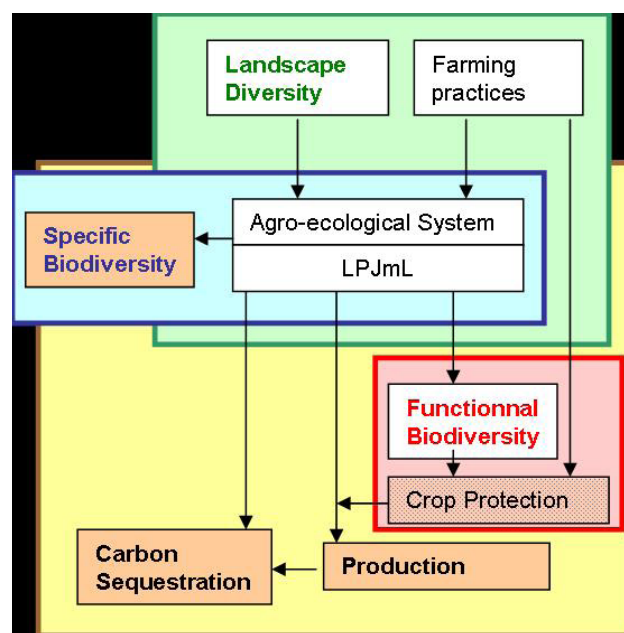 Landscape
Diversity
Farming
practices
Agro-ecological System
LPJmL
Specific
Biodiversity
Functionnal
Biodiversity
Crop Protection
Carbon
Sequestration
Production